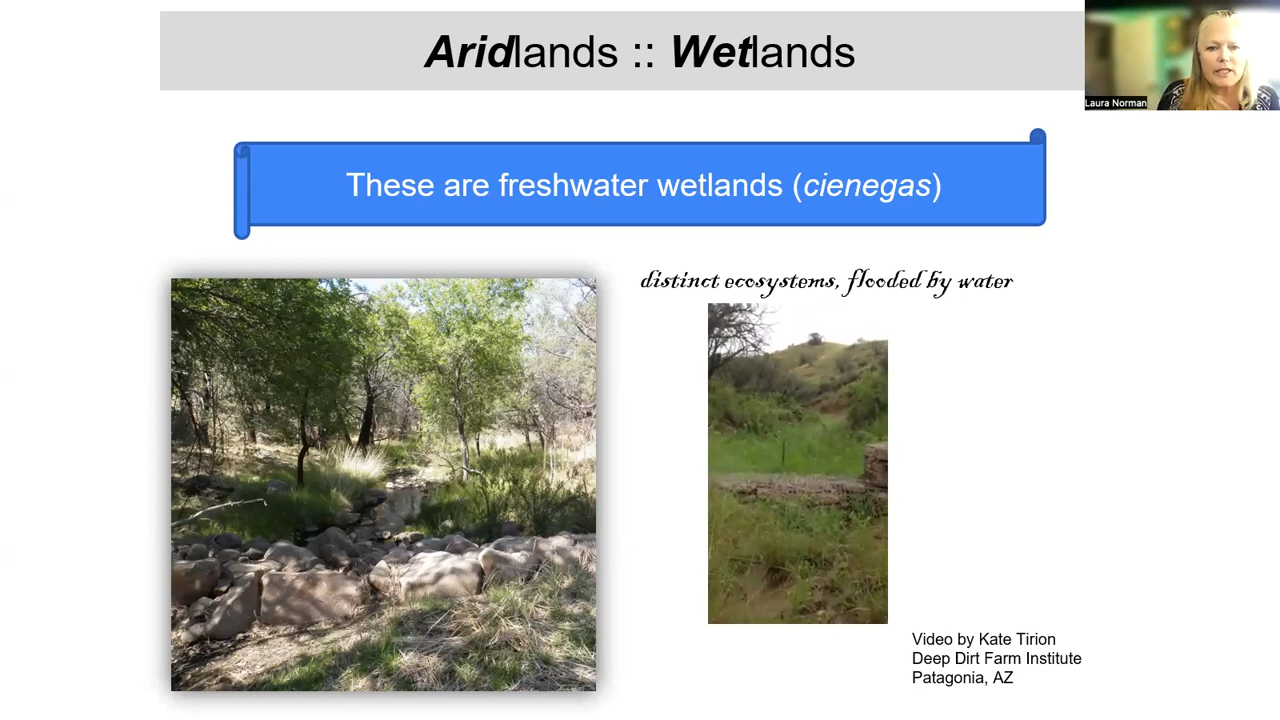 Aridlands :: Wetlands
Laura Norman
These are freshwater wetlands (cienegas)
distinct ecosystems, flooded by water
Video by Kate Tirion
Deep Dirt Farm Institute
Patagonia, AZ